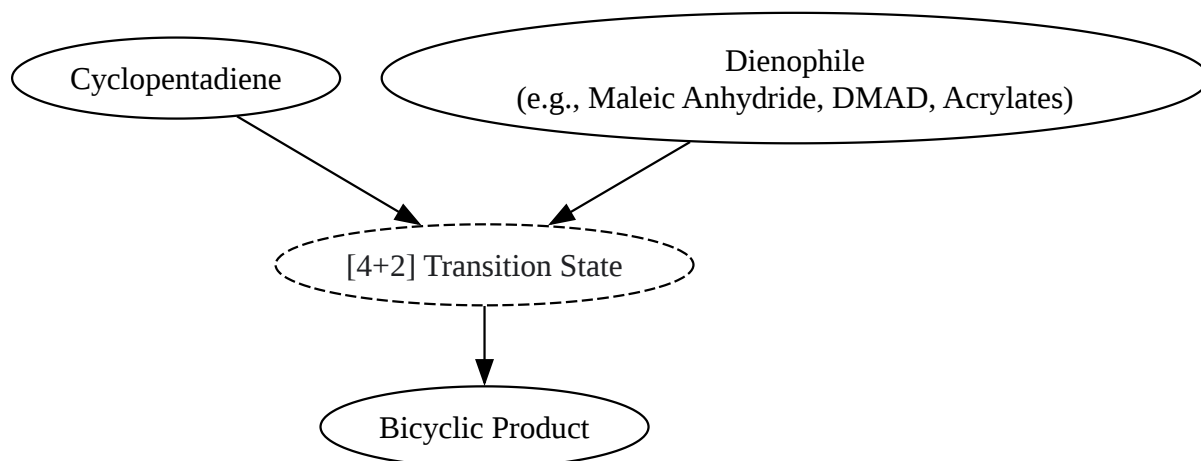 Cyclopentadiene
Dienophile
(e.g., Maleic Anhydride, DMAD, Acrylates)
[4+2] Transition State
Bicyclic Product